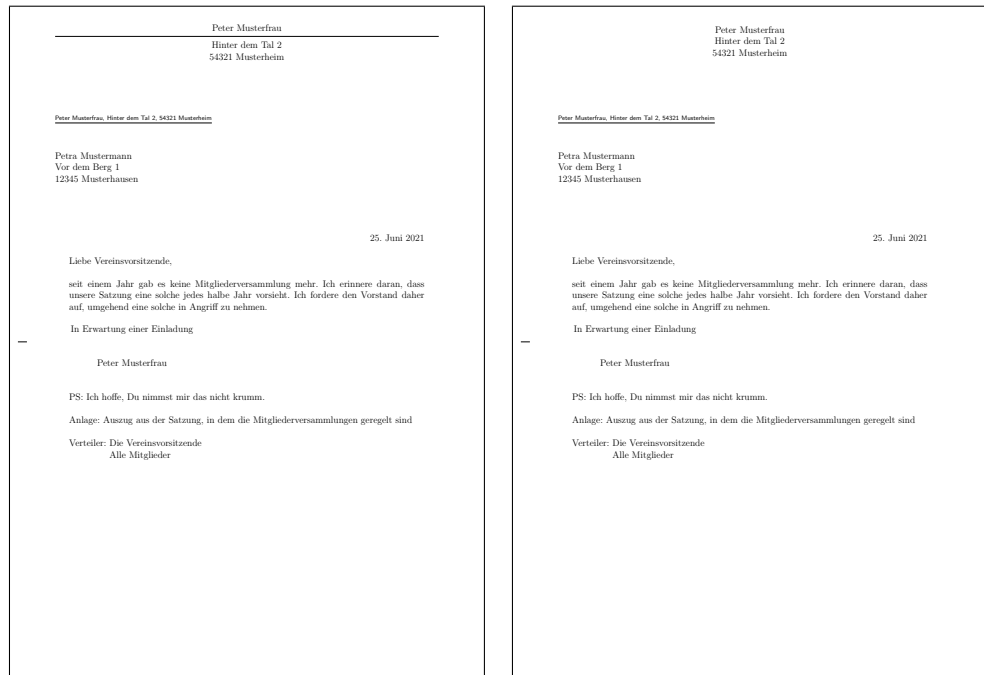 Peter Musterfrau
Hinter dem Tal 2
54321 Musterheim
Peter Musterfrau, Hinter dem Tal 2, 54321 Musterheim
Petra Mustermann
Vor dem Berg 1
12345 Musterhausen
25. Juni 2021
Liebe Vereinsvorsitzende,
seit einem Jahr gab es keine Mitgliederversammlung mehr. Ich erinnere daran, dass
unsere Satzung eine solche jedes halbe Jahr vorsieht. Ich fordere den Vorstand daher
auf, umgehend eine solche in Angriff zu nehmen.
In Erwartung einer Einladung
Peter Musterfrau
PS: Ich hoffe, Du nimmst mir das nicht krumm.
Anlage: Auszug aus der Satzung, in dem die Mitgliederversammlungen geregelt sind
Verteiler: Die Vereinsvorsitzende
Alle Mitglieder
Peter Musterfrau
Hinter dem Tal 2
54321 Musterheim
Peter Musterfrau, Hinter dem Tal 2, 54321 Musterheim
Petra Mustermann
Vor dem Berg 1
12345 Musterhausen
25. Juni 2021
Liebe Vereinsvorsitzende,
seit einem Jahr gab es keine Mitgliederversammlung mehr. Ich erinnere daran, dass
unsere Satzung eine solche jedes halbe Jahr vorsieht. Ich fordere den Vorstand daher
auf, umgehend eine solche in Angriff zu nehmen.
In Erwartung einer Einladung
Peter Musterfrau
PS: Ich hoffe, Du nimmst mir das nicht krumm.
Anlage: Auszug aus der Satzung, in dem die Mitgliederversammlungen geregelt sind
Verteiler: Die Vereinsvorsitzende
Alle Mitglieder